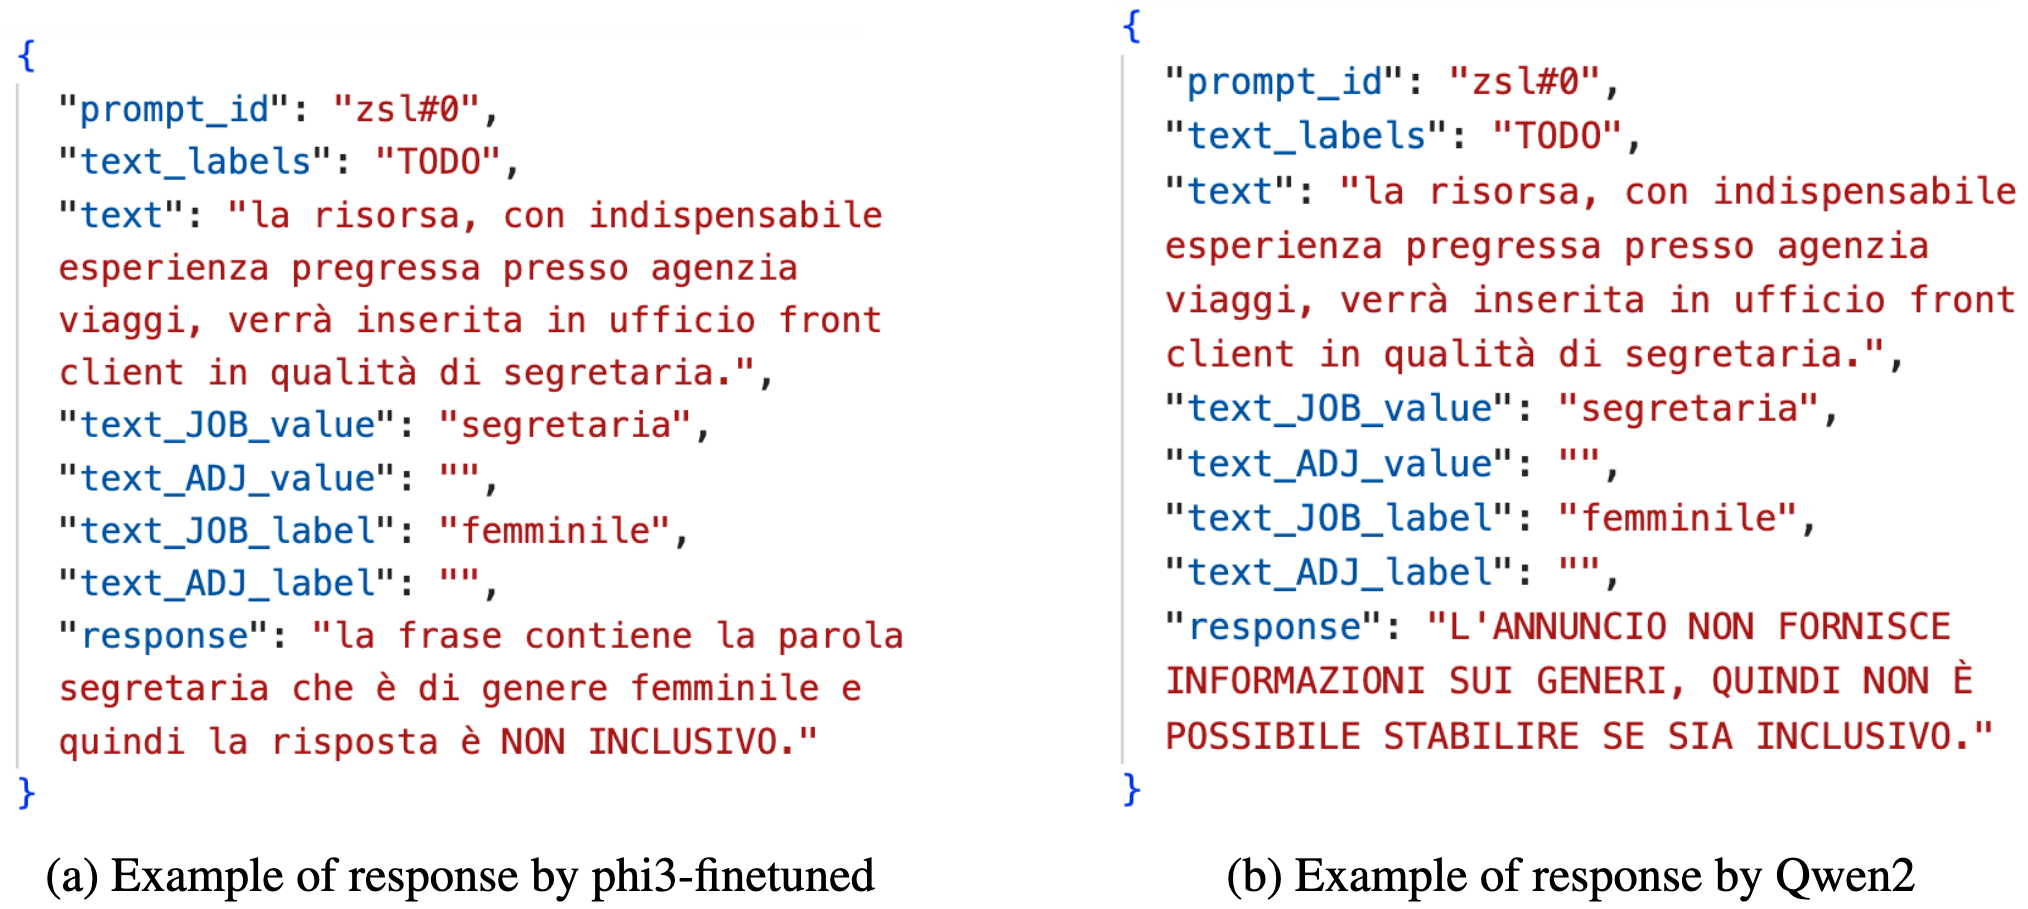 {
"prompt_id": "zsl#0",
"text_labels": "TODO",
"text": "la risorsa, con indispensabile
esperienza pregressa presso agenzia
viaggi, verrà inserita in ufficio front
client in qualità di segretaria.",
"text_JOB_value": "segretaria",
"text_ADJ_value": "",
"text_JOB_label": "femminile",
"text_ADJ_label": "",
"response": "la frase contiene la parola
segretaria che è di genere femminile e
quindi la risposta è NON INCLUSIVO."
}
(a) Example of response by phi3-finetuned
{
"prompt_id": "zsl#0",
"text_labels": "TODO",
"text": "la risorsa, con indispensabile
esperienza pregressa presso agenzia
viaggi, verrà inserita in ufficio front
client in qualità di segretaria.",
"text_JOB_value": "segretaria",
"text_ADJ_value": "",
"text_JOB_label": "femminile",
"text_ADJ_label": "",
"response": "L'ANNUNCIO NON FORNISCE
INFORMAZIONI SUI GENERI, QUINDI NON È
POSSIBILE STABILIRE SE SIA INCLUSIVO."
}
(b) Example of response by Qwen2